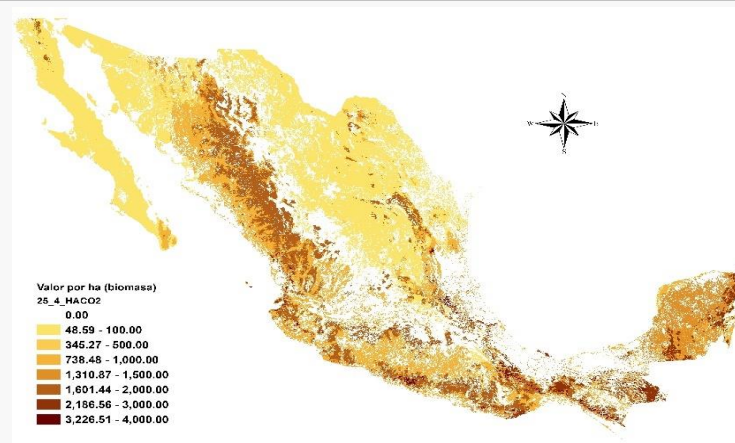 N
W E
S
Valor por ha (biomasa)
25_4_HACO2
0.00
48.59 - 100.00
345.27 - 500.00
738.48 - 1,000.00
1,310.87 - 1,500.00
1,601.44 - 2,000.00
2,186.56 - 3,000.00
3,226.51 - 4,000.00